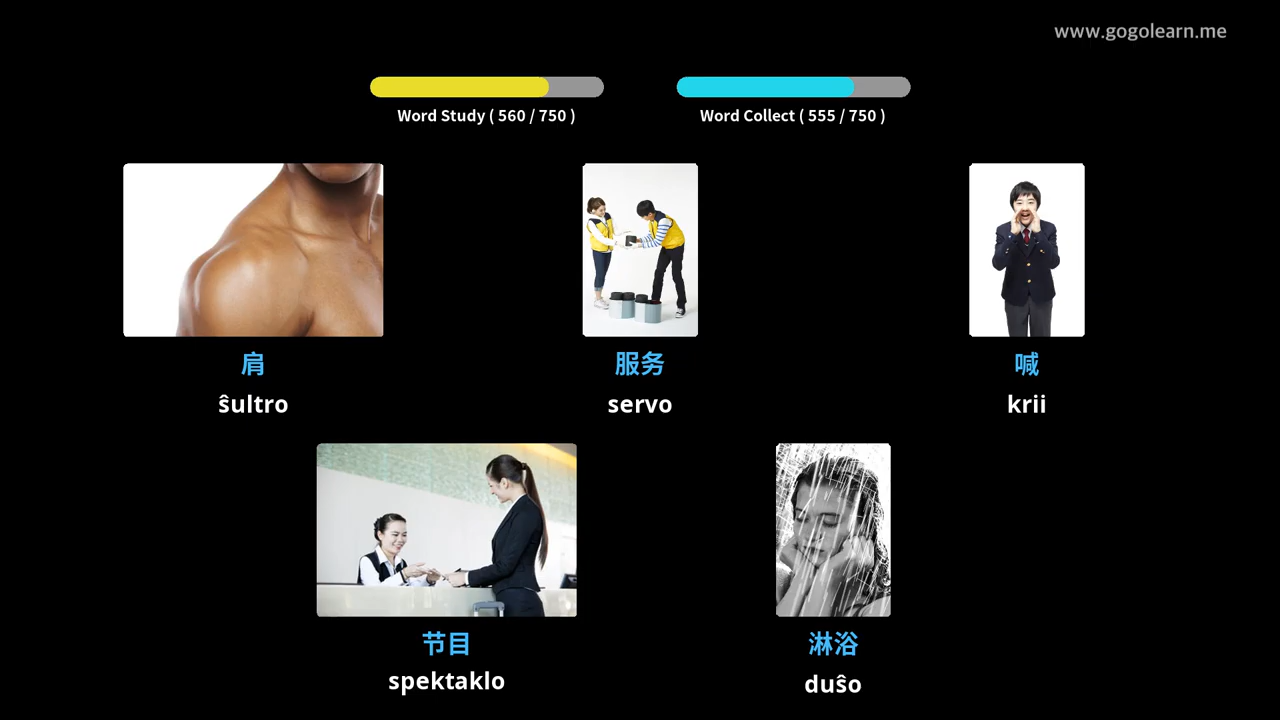 www.gogolearn.me
Word Study ( 560 / 750 )
Word Collect ( 555 / 750 )
肩
ŝultro
服务
servo
喊
krii
节目
spektaklo
淋浴
duŝo